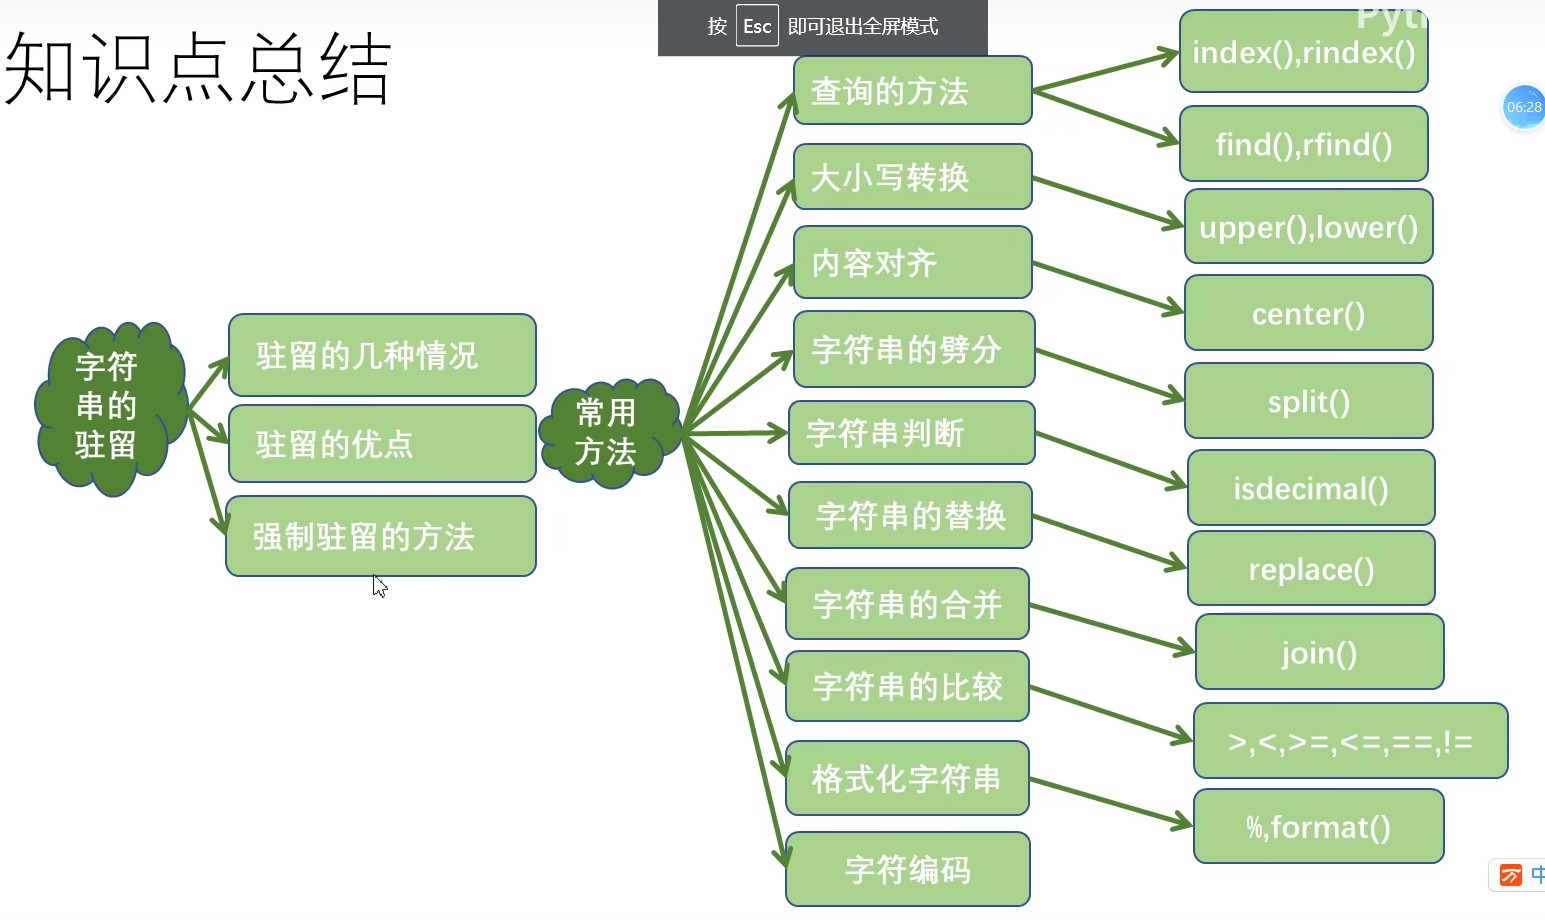 按 Esc 即可退出全屏模式
知识点总结
06:28
字符
串的
驻留
驻留的几种情况
驻留的优点
强制驻留的方法
常用
方法
查询的方法
index(),rindex()
find(),rfind()
大小写转换
upper(),lower()
内容对齐
center()
字符串的劈分
split()
字符串判断
isdecimal()
字符串的替换
replace()
字符串的合并
join()
字符串的比较
>,<,>=,<=,==,!=
格式化字符串
%,format()
字符编码
中